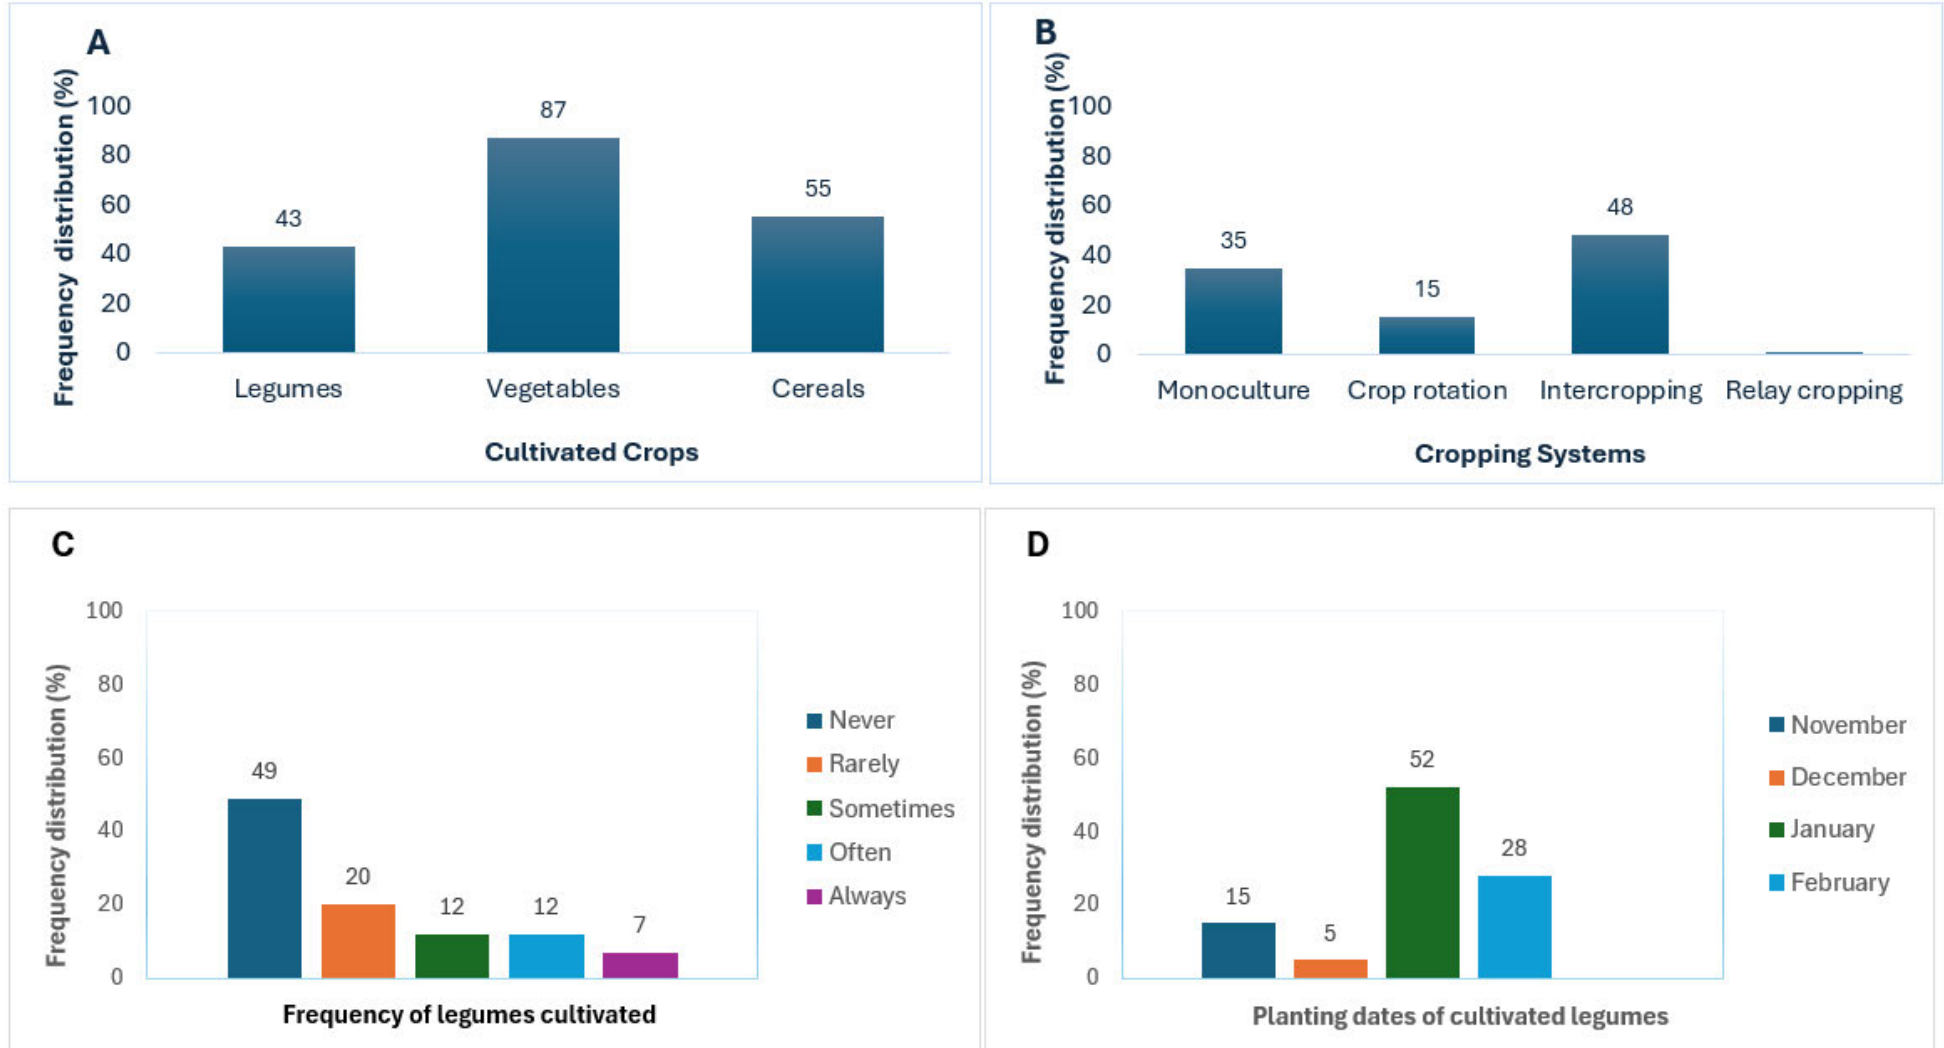 A
Frequency distribution (%)
100
80
60
40
20
0
43
87
55
Legumes
Vegetables
Cereals
Cultivated Crops
B
Frequency distribution (%)
100
80
60
40
20
0
35
15
48
Monoculture
Crop rotation
Intercropping
Relay cropping
Cropping Systems
C
Frequency distribution (%)
100
80
60
40
20
0
49
20
12
12
7
Never
Rarely
Sometimes
Often
Always
Frequency of legumes cultivated
D
Frequency distribution (%)
100
80
60
40
20
0
15
5
52
28
November
December
January
February
Planting dates of cultivated legumes